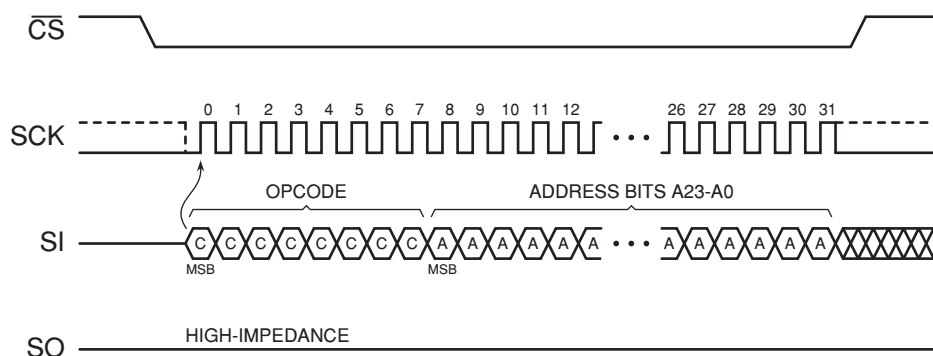 CS
SCK
0 1 2 3 4 5 6 7 8 9 10 11 12 26 27 28 29 30 31
OPCODE
ADDRESS BITS A23-A0
SI
C C C C C C C C A A A A A A A A A A A A
MSB
MSB
SO
HIGH-IMPEDANCE